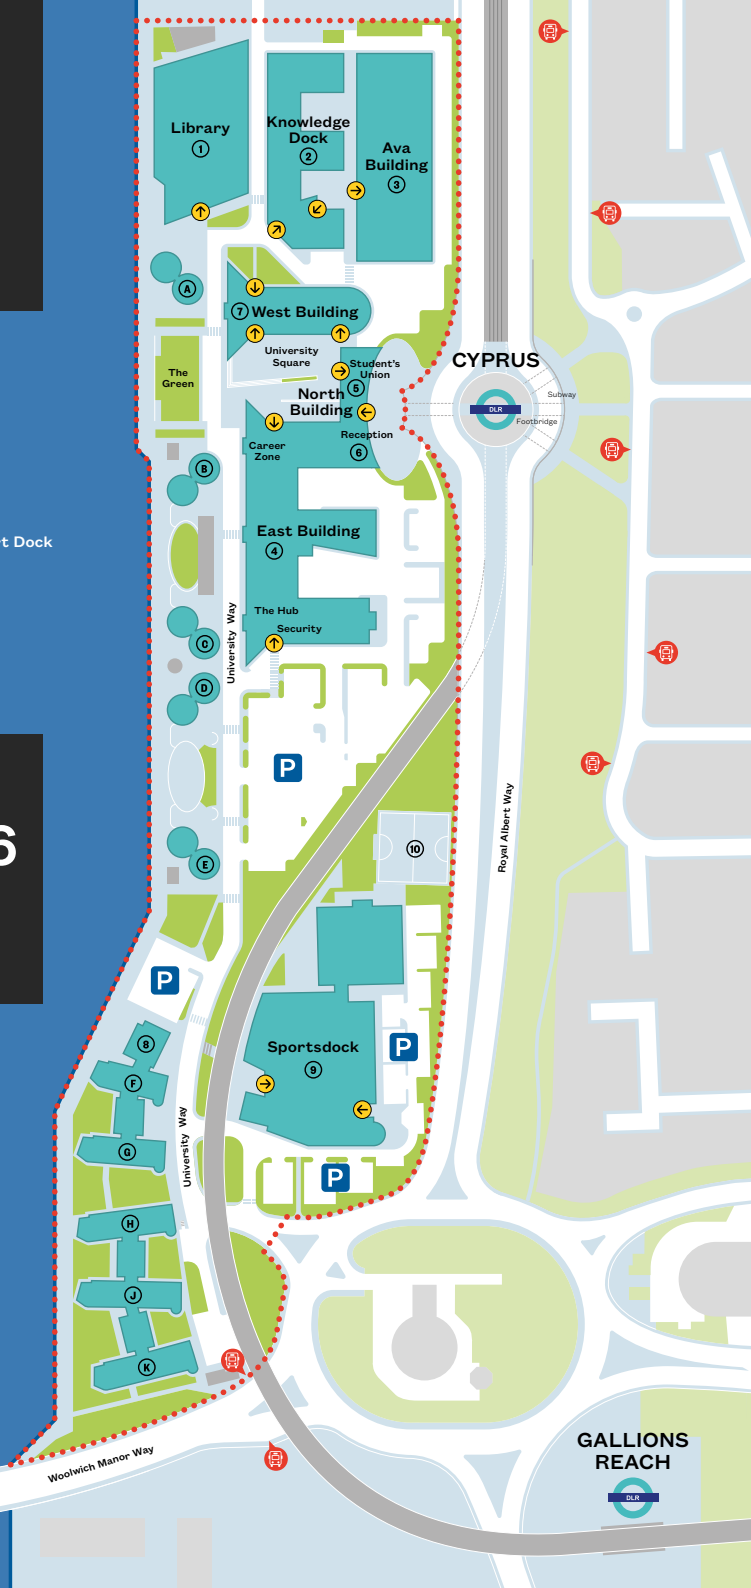 Library
1
Knowledge
Dock
2
Ava
Building
3
A
7 West Building
University
Square
The
Green
Student's
Union
5
North
Building
Reception
6
Career
Zone
CYPRUS
DLR
Subway
Footbridge
B
rt Dock
East Building
4
The Hub
Security
University Way
C
D
P
6
E
10
Royal Albert Way
P
8
F
G
Sportsdock
9
P
University Way
P
H
J
K
Woolwich Manor Way
GALLIONS
REACH
DLR